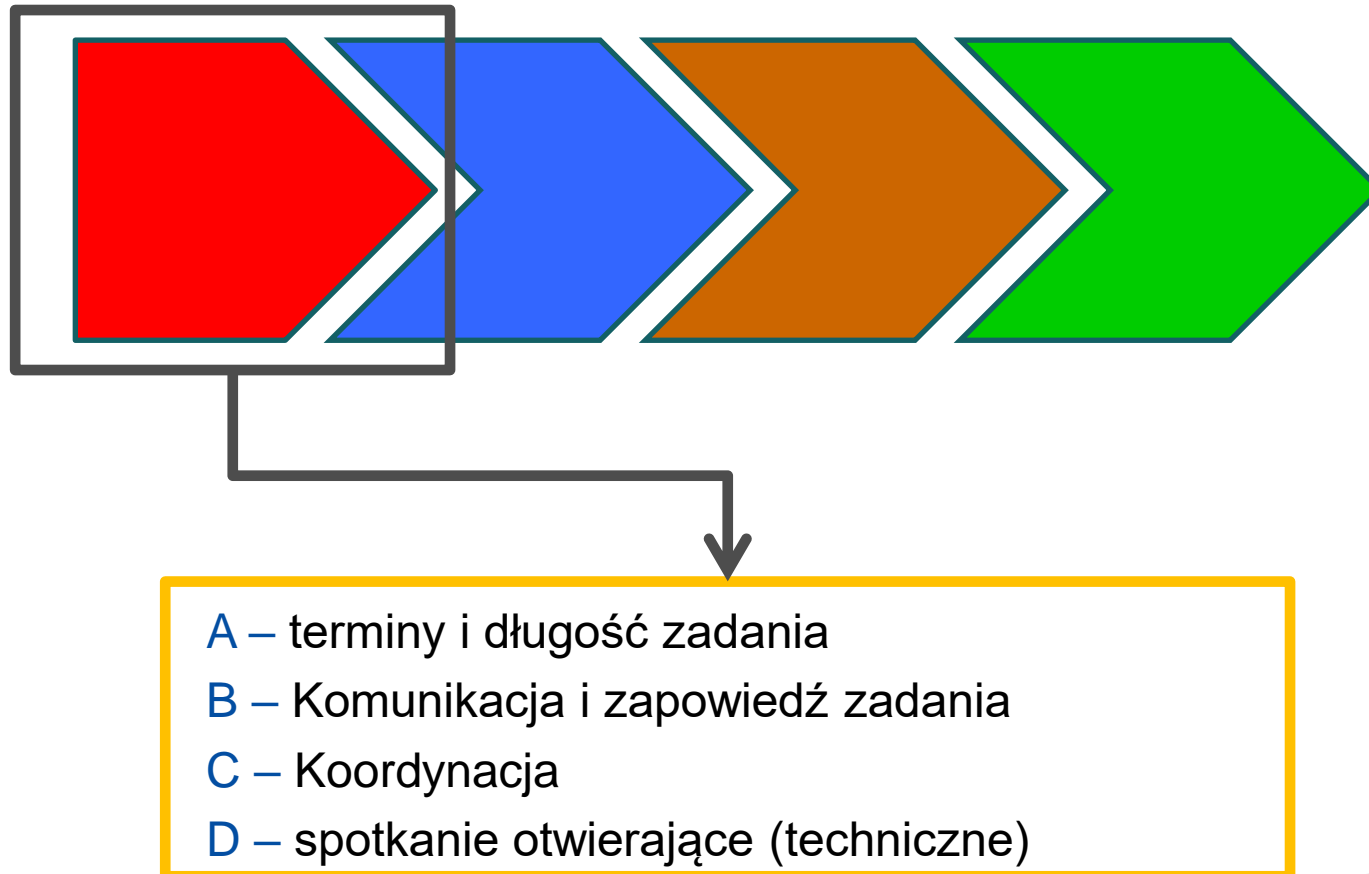 A – terminy i długość zadania
B – Komunikacja i zapowiedź zadania
C – Koordynacja
D – spotkanie otwierające (techniczne)